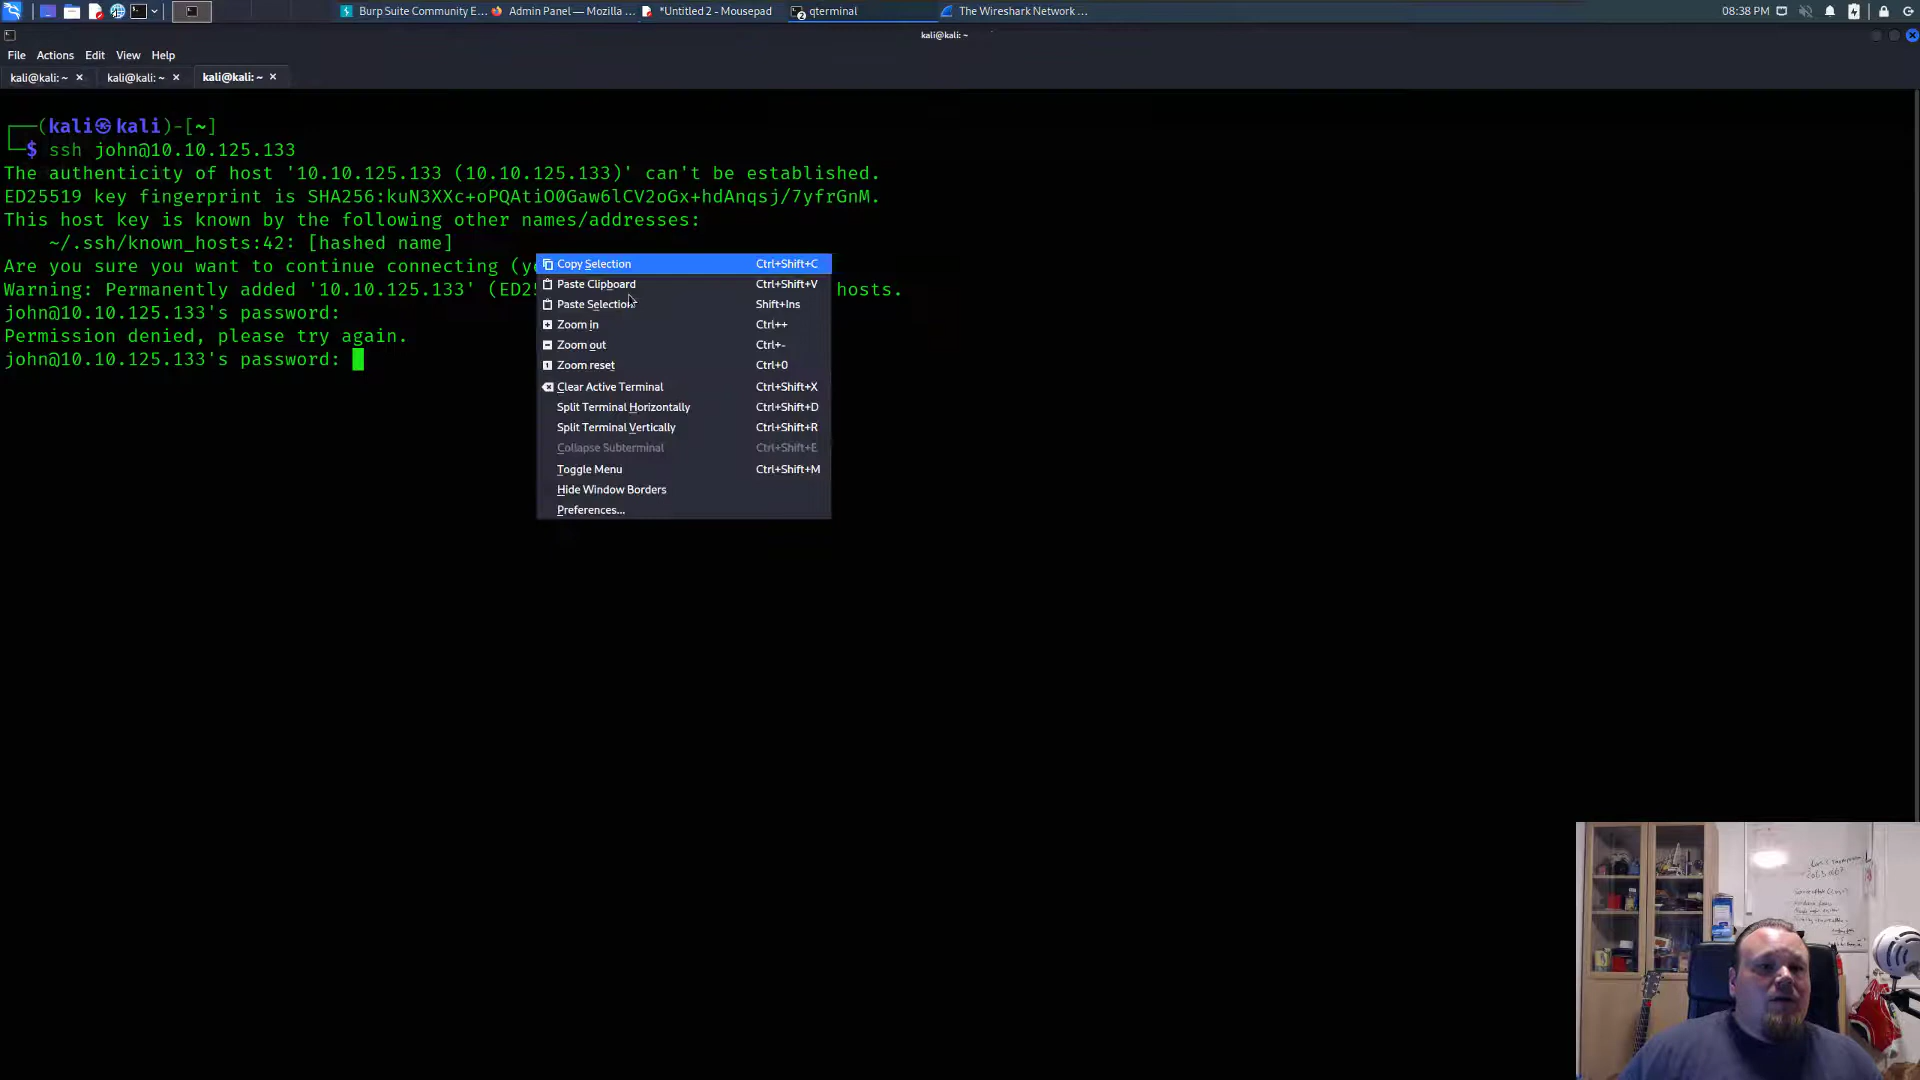 Burp Suite Community E...
Admin Panel — Mozilla ...
*Untitled 2 - Mousepad
qterminal
The Wireshark Network ...
08:38 PM
kali@kali: ~
File Actions Edit View Help
kali@kali: ~
kali@kali: ~
kali@kali: ~
(kali㉿kali)-[~]
$ ssh john@10.10.125.133
The authenticity of host '10.10.125.133 (10.10.125.133)' can't be established.
ED25519 key fingerprint is SHA256:kuN3XXc+oPQAtiO0Gaw6lCV2oGx+hdAnqsj/7yfrGnM.
This host key is known by the following other names/addresses:
~/.ssh/known_hosts:42: [hashed name]
Are you sure you want to continue connecting (ye
Warning: Permanently added '10.10.125.133' (ED25 hosts.
john@10.10.125.133's password:
Permission denied, please try again.
john@10.10.125.133's password:
Copy Selection Ctrl+Shift+C
Paste Clipboard Ctrl+Shift+V
Paste Selection Shift+Ins
Zoom in Ctrl++
Zoom out Ctrl+-
Zoom reset Ctrl+0
Clear Active Terminal Ctrl+Shift+X
Split Terminal Horizontally Ctrl+Shift+D
Split Terminal Vertically Ctrl+Shift+R
Collapse Subterminal Ctrl+Shift+E
Toggle Menu Ctrl+Shift+M
Hide Window Borders
Preferences...